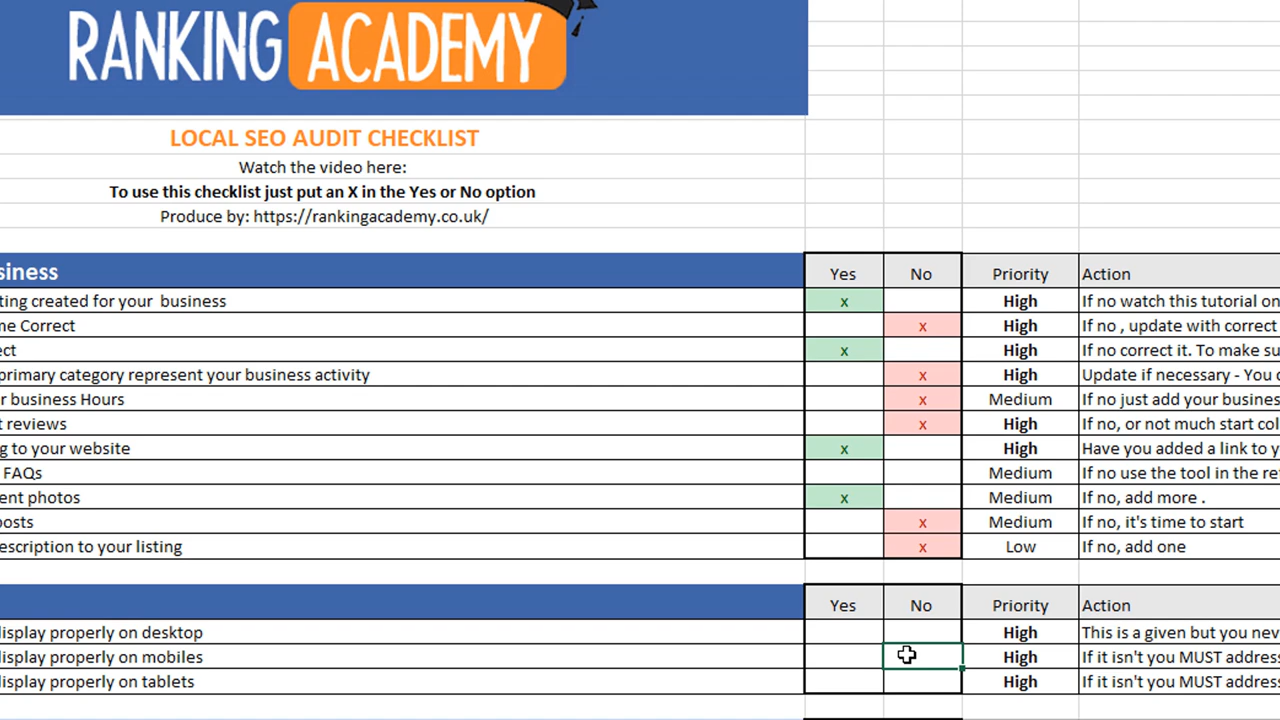 RANKING ACADEMY
LOCAL SEO AUDIT CHECKLIST
Watch the video here:
To use this checklist just put an X in the Yes or No option
Produce by: https://rankingacademy.co.uk/
siness Yes No Priority Action
ting created for your business x High If no watch this tutorial on
me Correct x High If no , update with correct
ect x High If no correct it. To make su
primary category represent your business activity x High Update if necessary - You
r business Hours x Medium If no just add your busines
t reviews x High If no, or not much start col
g to your website x High Have you added a link to y
FAQs Medium If no use the tool in the re
ent photos x Medium If no, add more .
posts x Medium If no, it's time to start
escription to your listing x Low If no, add one
Yes No Priority Action
display properly on desktop High This is a given but you nev
display properly on mobiles High If it isn't you MUST address
display properly on tablets High If it isn't you MUST address